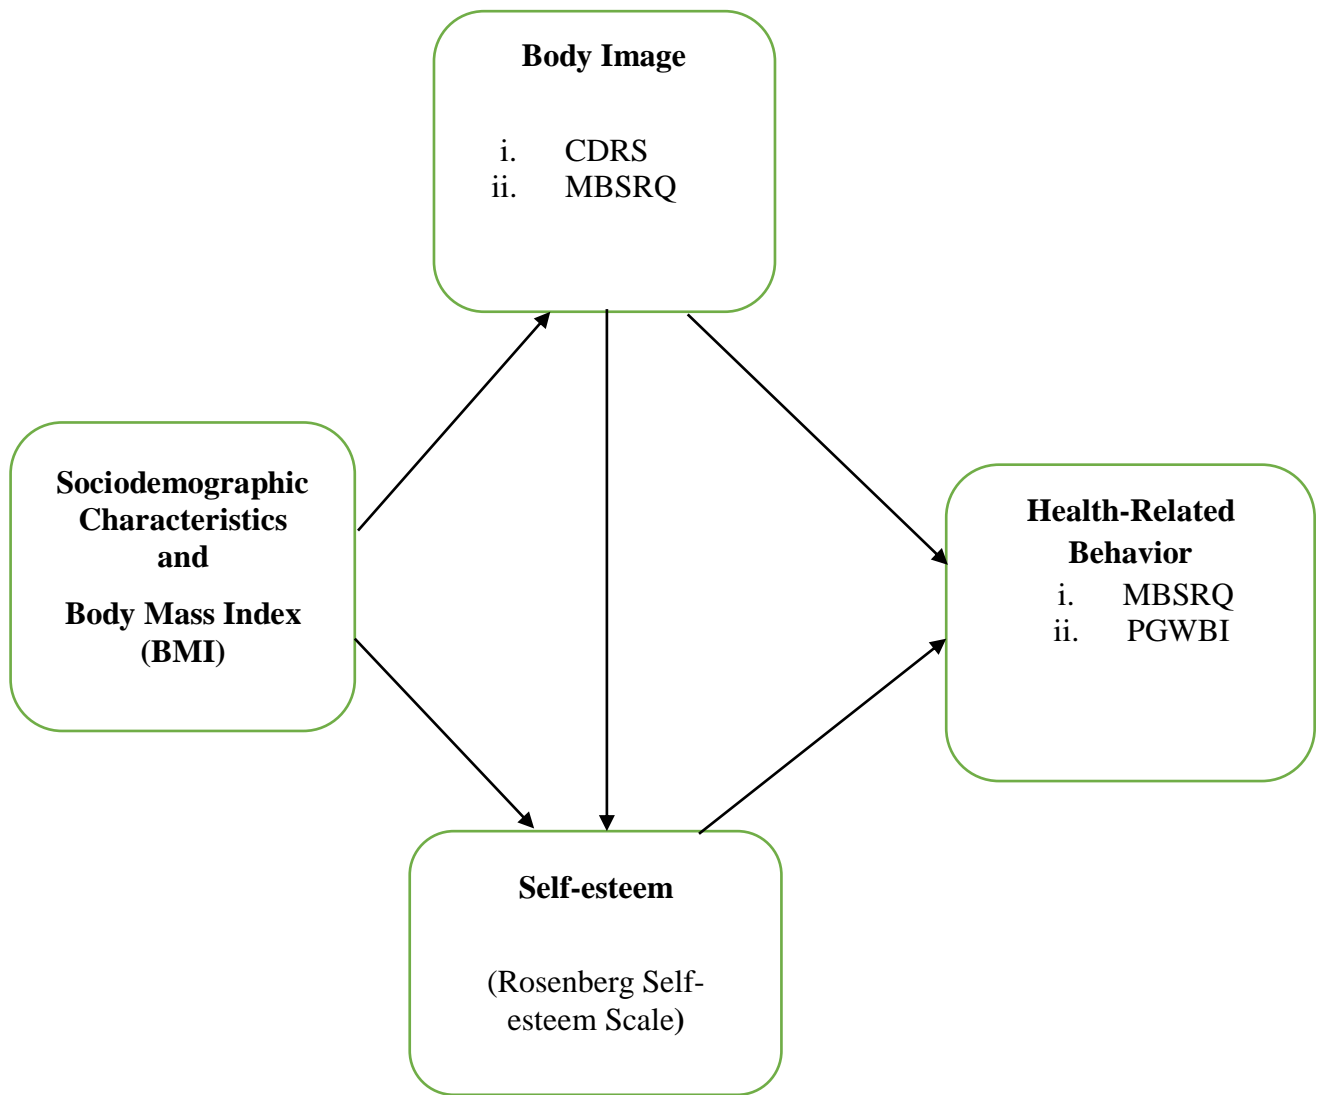 Body Image
i. CDRS
ii. MBSRQ
Sociodemographic
Characteristics
and
Body Mass Index
(BMI)
Health-Related
Behavior
i. MBSRQ
ii. PGWBI
Self-esteem
(Rosenberg Self-
esteem Scale)